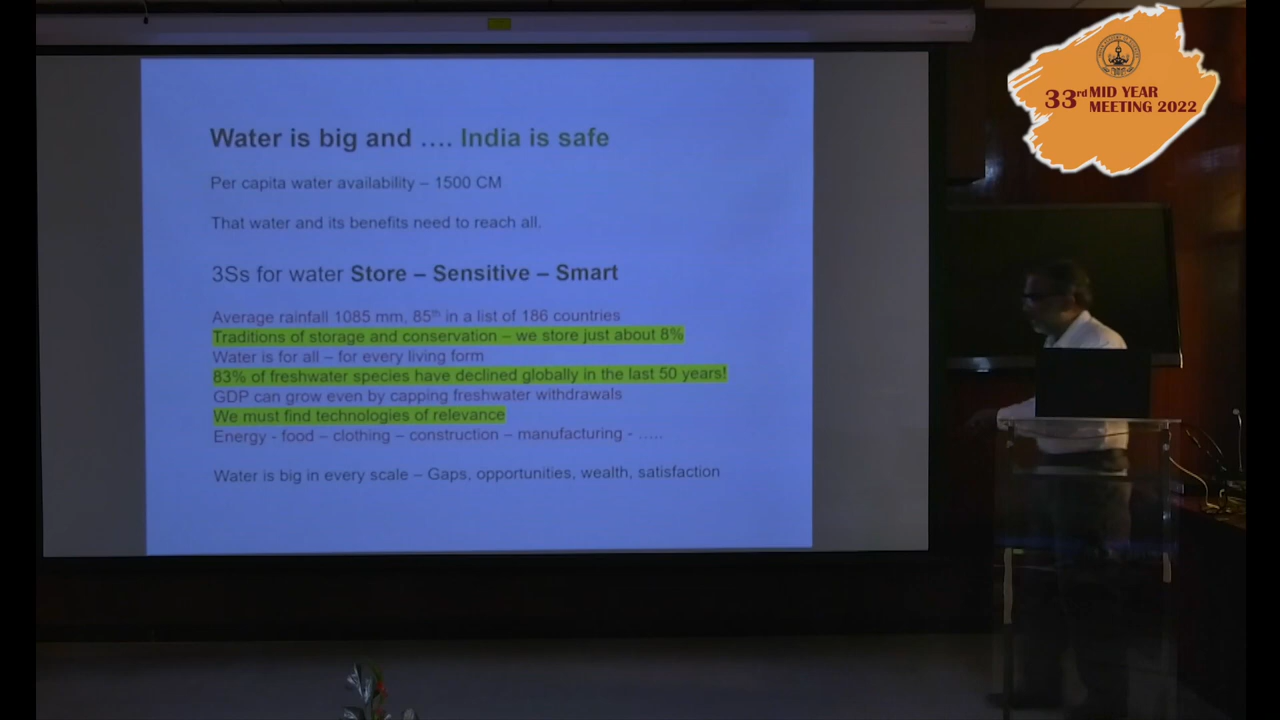 Water is big and …. India is safe
Per capita water availability – 1500 CM
That water and its benefits need to reach all.
3Ss for water Store – Sensitive – Smart
Average rainfall 1085 mm, 85th in a list of 186 countries
Traditions of storage and conservation – we store just about 8%
Water is for all – for every living form
83% of freshwater species have declined globally in the last 50 years!
GDP can grow even by capping freshwater withdrawals
We must find technologies of relevance
Energy - food – clothing – construction – manufacturing - …..
Water is big in every scale – Gaps, opportunities, wealth, satisfaction
33rd MID YEAR
MEETING 2022